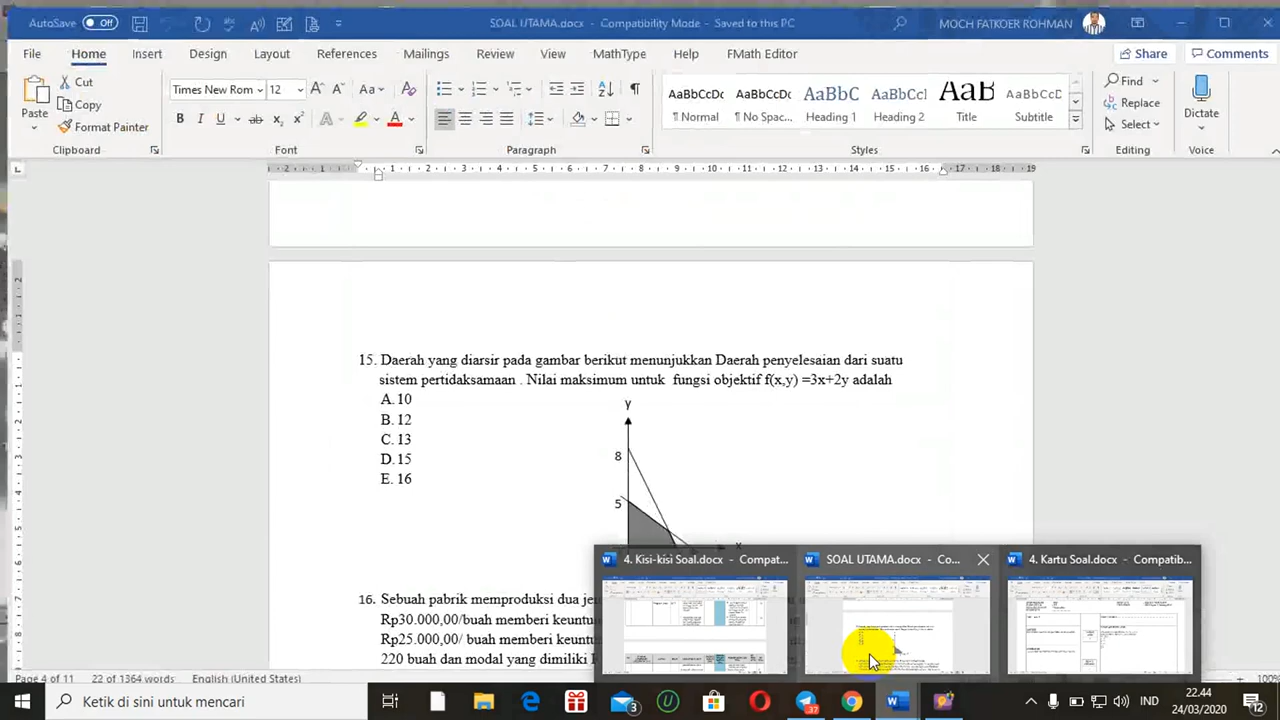 AutoSave Off
SOAL UTAMA.docx - Compatibility Mode - Saved to this PC
MOCH FATKOER ROHMAN
File Home Insert Design Layout References Mailings Review View MathType Help FMath Editor
Share Comments
Paste
Cut
Copy
Format Painter
Clipboard
Times New Rom 12
Font
Paragraph
AaBbCcDc AaBbCcDc AaBbC AaBbCcI AaB AaBbCcDc
¶ Normal ¶ No Spac... Heading 1 Heading 2 Title Subtitle
Styles
Find
Replace
Select
Editing
Dictate
Voice
15. Daerah yang diarsir pada gambar berikut menunjukkan Daerah penyelesaian dari suatu
sistem pertidaksamaan . Nilai maksimum untuk fungsi objektif f(x,y) =3x+2y adalah
A. 10
B. 12
C. 13
D. 15
E. 16
y
8
5
x
16. Sebuah pabrik memproduksi dua
Rp30.000,00/buah memberi
Rp25.000,00/ buah memberi
220 buah dan modal yang dimiliki
4. Kisi-kisi Soal.docx - Compat...
SOAL UTAMA.docx - Co...
4. Kartu Soal.docx - Compatib...
4 of 11 22 of 1364 words English (United States)
Ketik di sini untuk mencari
3
37
IND
22.44
24/03/2020
12